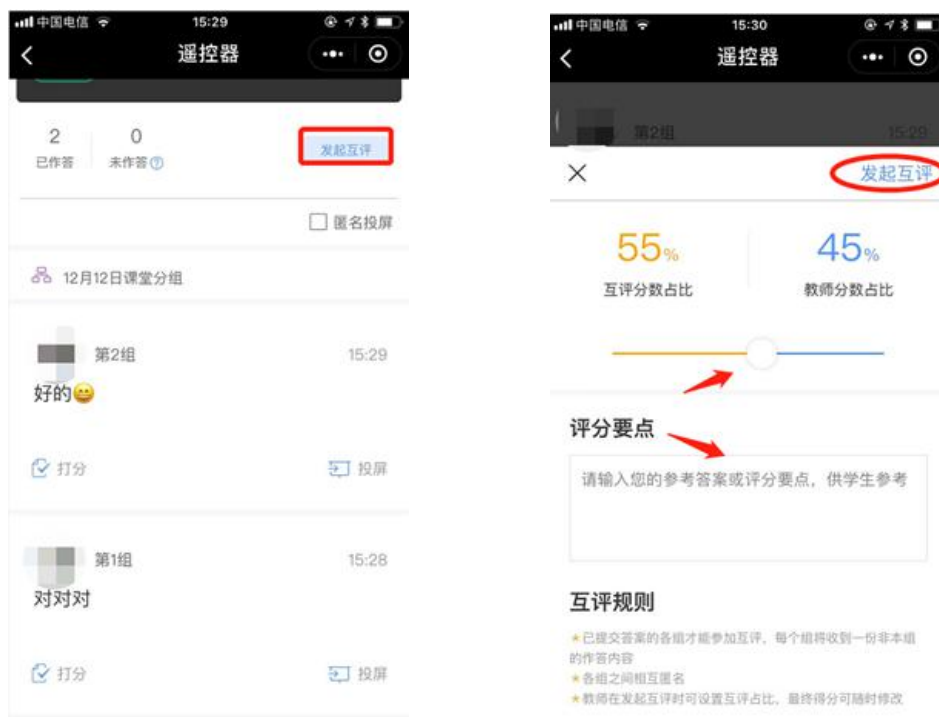 中国电信
15:29
遥控器
2
0
已作答
未作答
发起互评
匿名投屏
12月12日课堂分组
第2组
15:29
好的😄
打分
投屏
第1组
15:28
对对对
打分
投屏
中国电信
15:30
遥控器
第2组
15:29
发起互评
55%
45%
互评分数占比
教师分数占比
评分要点
请输入您的参考答案或评分要点，供学生参考
互评规则
★已提交答案的各组才能参加互评，每个组将收到一份非本组
的作答内容
★各组之间相互匿名
★教师在发起互评时可设置互评占比，最终得分可随时修改